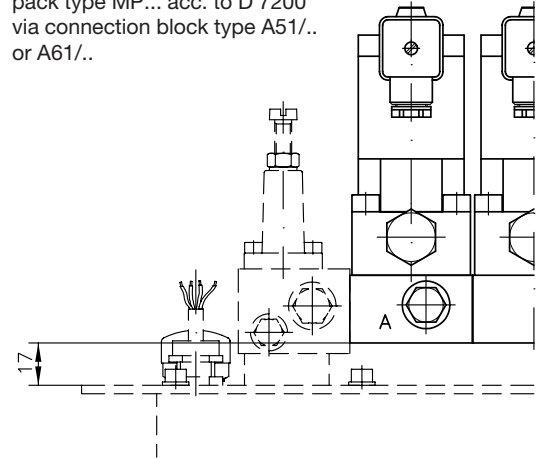 pack type MP... acc. to D 7200
via connection block type A51/..
or A61/..
A
17